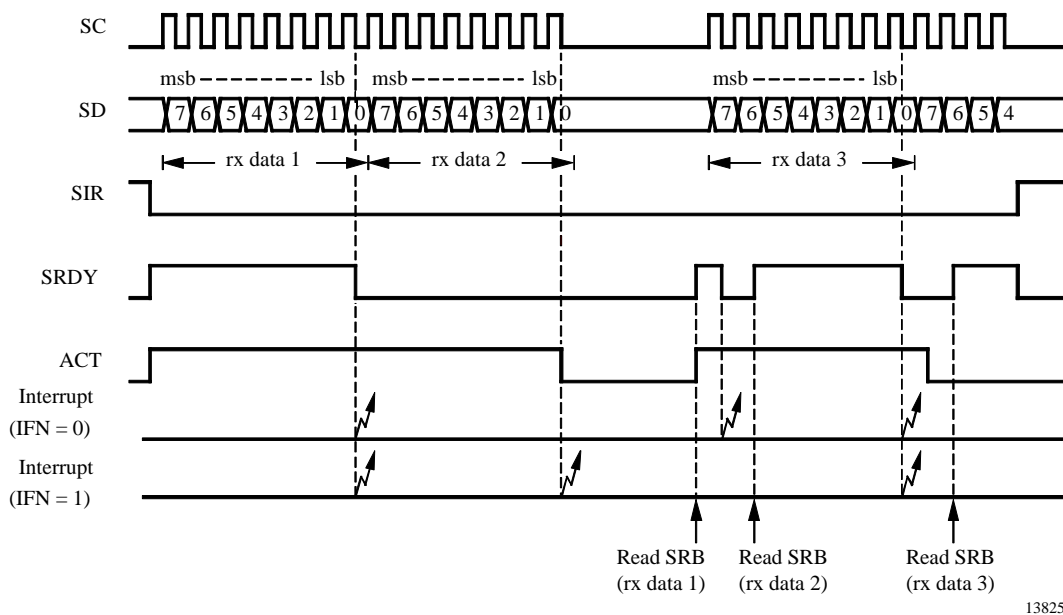 SC
msb lsb msb lsb msb lsb
SD
7 6 5 4 3 2 1 0 7 6 5 4 3 2 1 0 7 6 5 4 3 2 1 0 7 6 5 4
rx data 1 rx data 2 rx data 3
SIR
SRDY
ACT
Interrupt
(IFN = 0)
Interrupt
(IFN = 1)
Read SRB
(rx data 1)
Read SRB
(rx data 2)
Read SRB
(rx data 3)
13825